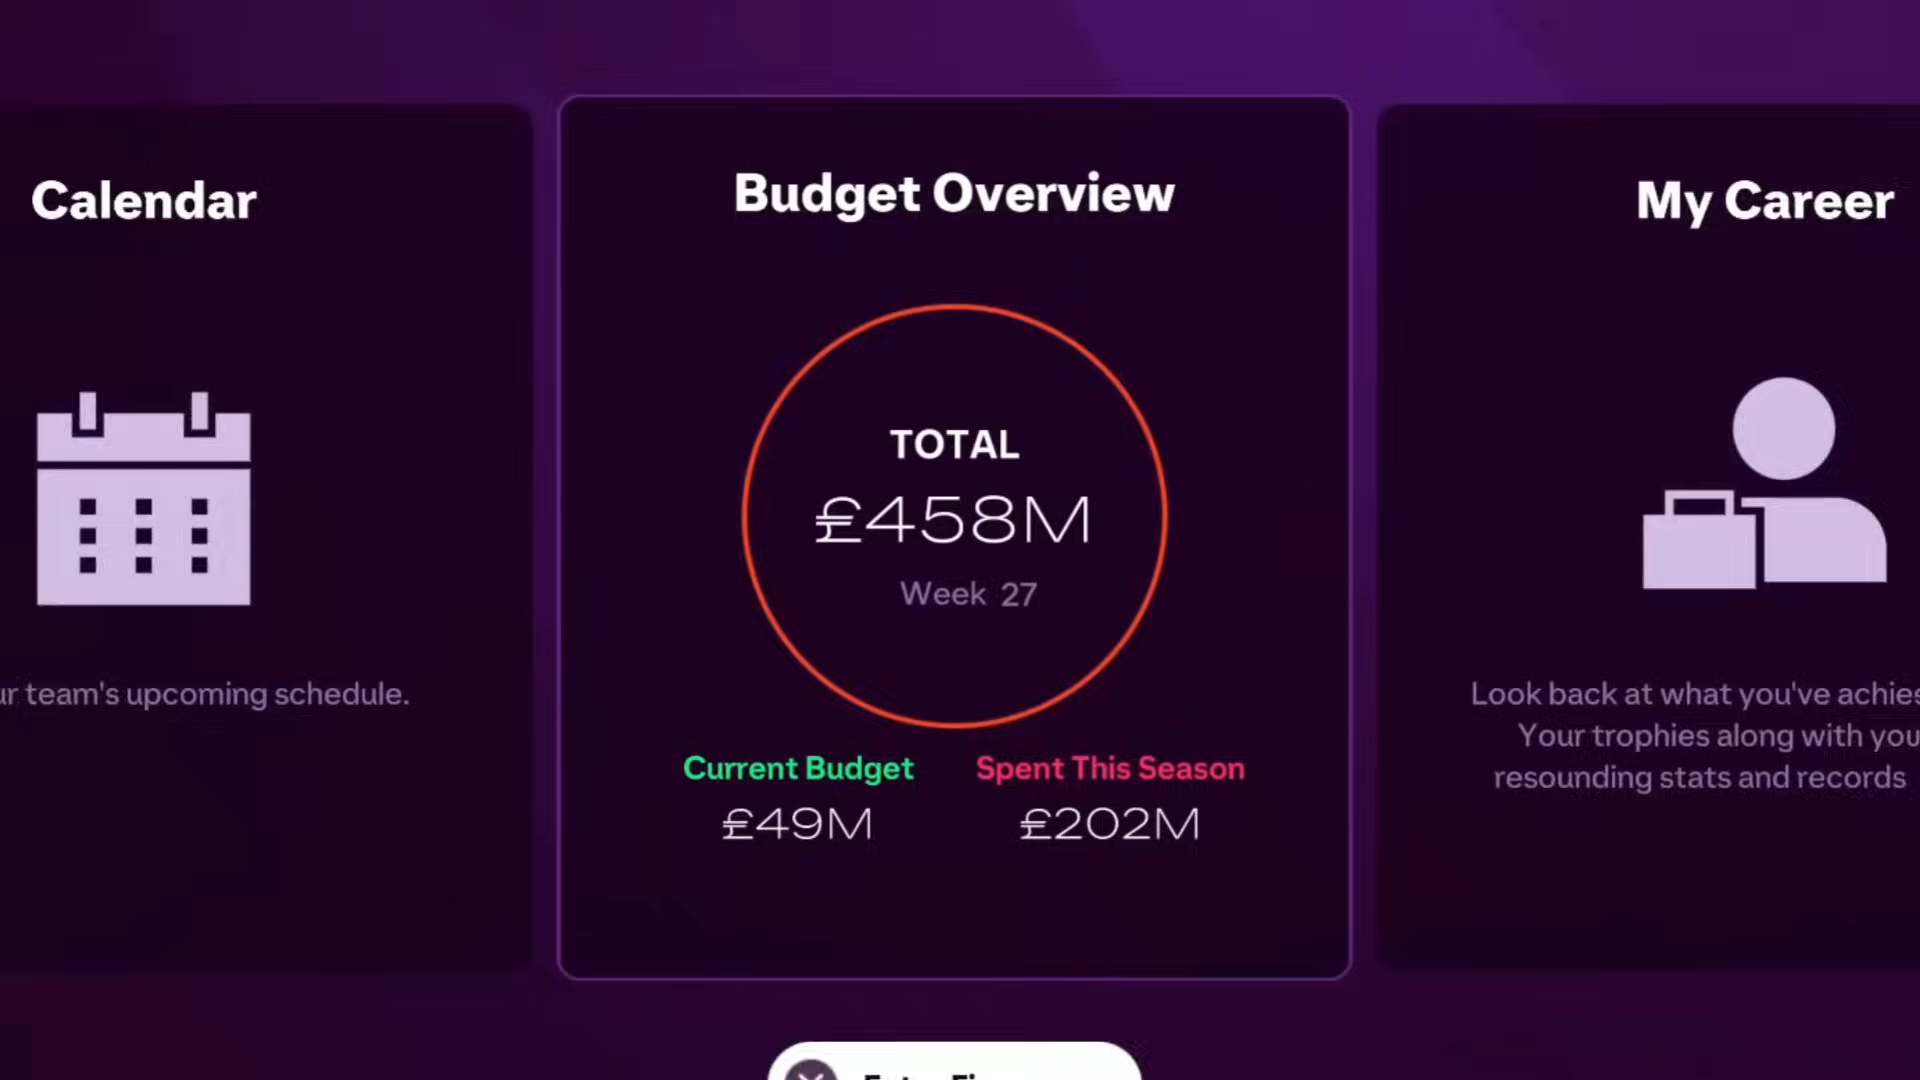 Calendar
ur team's upcoming schedule.
Budget Overview
TOTAL
£458M
Week 27
Current Budget
£49M
Spent This Season
£202M
My Career
Look back at what you've achie
Your trophies along with you
resounding stats and records